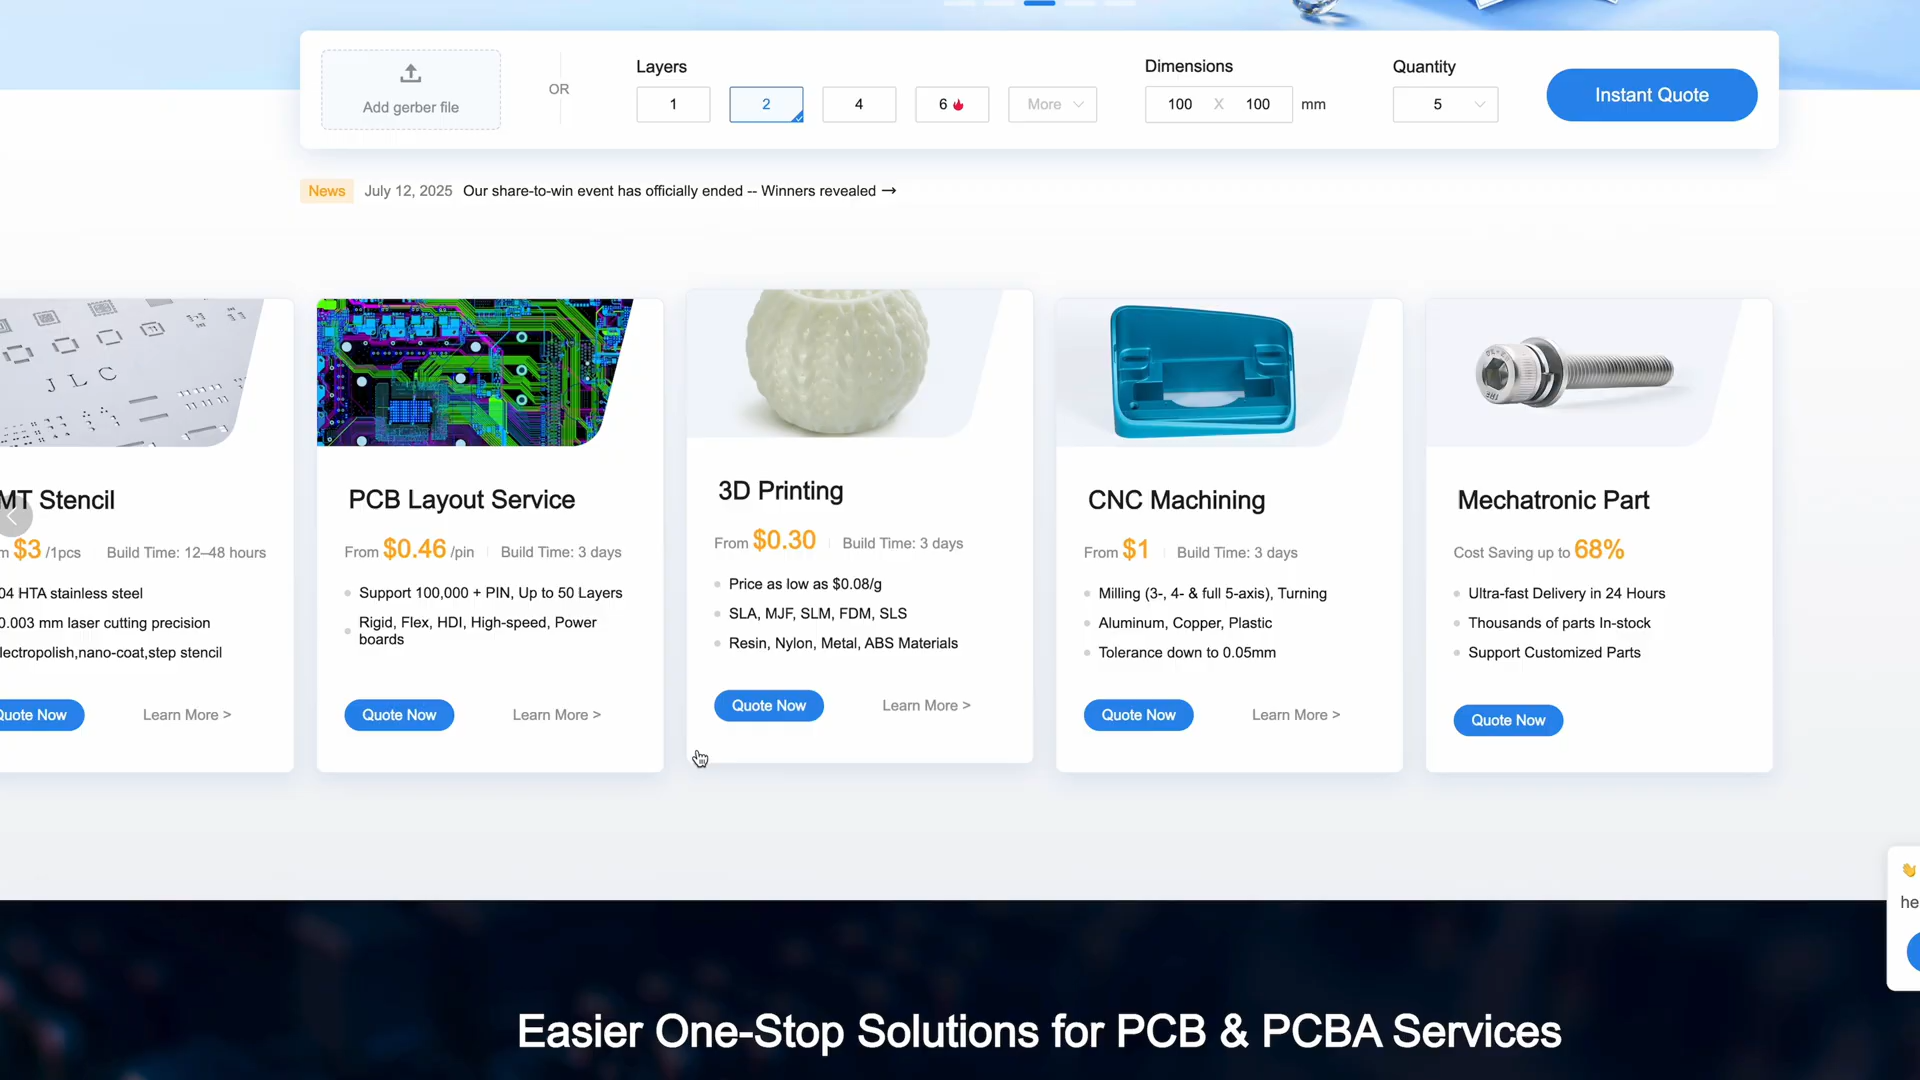 Layers
Dimensions
Quantity
Add gerber file
OR
1
2
4
6
More
100 X 100 mm
5
Instant Quote
News July 12, 2025 Our share-to-win event has officially ended -- Winners revealed →
JLC
MT Stencil
$3 /1pcs Build Time: 12–48 hours
04 HTA stainless steel
0.003 mm laser cutting precision
lectropolish,nano-coat,step stencil
Quote Now Learn More >
PCB Layout Service
From $0.46 /pin Build Time: 3 days
Support 100,000 + PIN, Up to 50 Layers
Rigid, Flex, HDI, High-speed, Power
boards
Quote Now Learn More >
3D Printing
From $0.30 Build Time: 3 days
Price as low as $0.08/g
SLA, MJF, SLM, FDM, SLS
Resin, Nylon, Metal, ABS Materials
Quote Now Learn More >
CNC Machining
From $1 Build Time: 3 days
Milling (3-, 4- & full 5-axis), Turning
Aluminum, Copper, Plastic
Tolerance down to 0.05mm
Quote Now Learn More >
Mechatronic Part
Cost Saving up to 68%
Ultra-fast Delivery in 24 Hours
Thousands of parts In-stock
Support Customized Parts
Quote Now
he
Easier One-Stop Solutions for PCB & PCBA Services